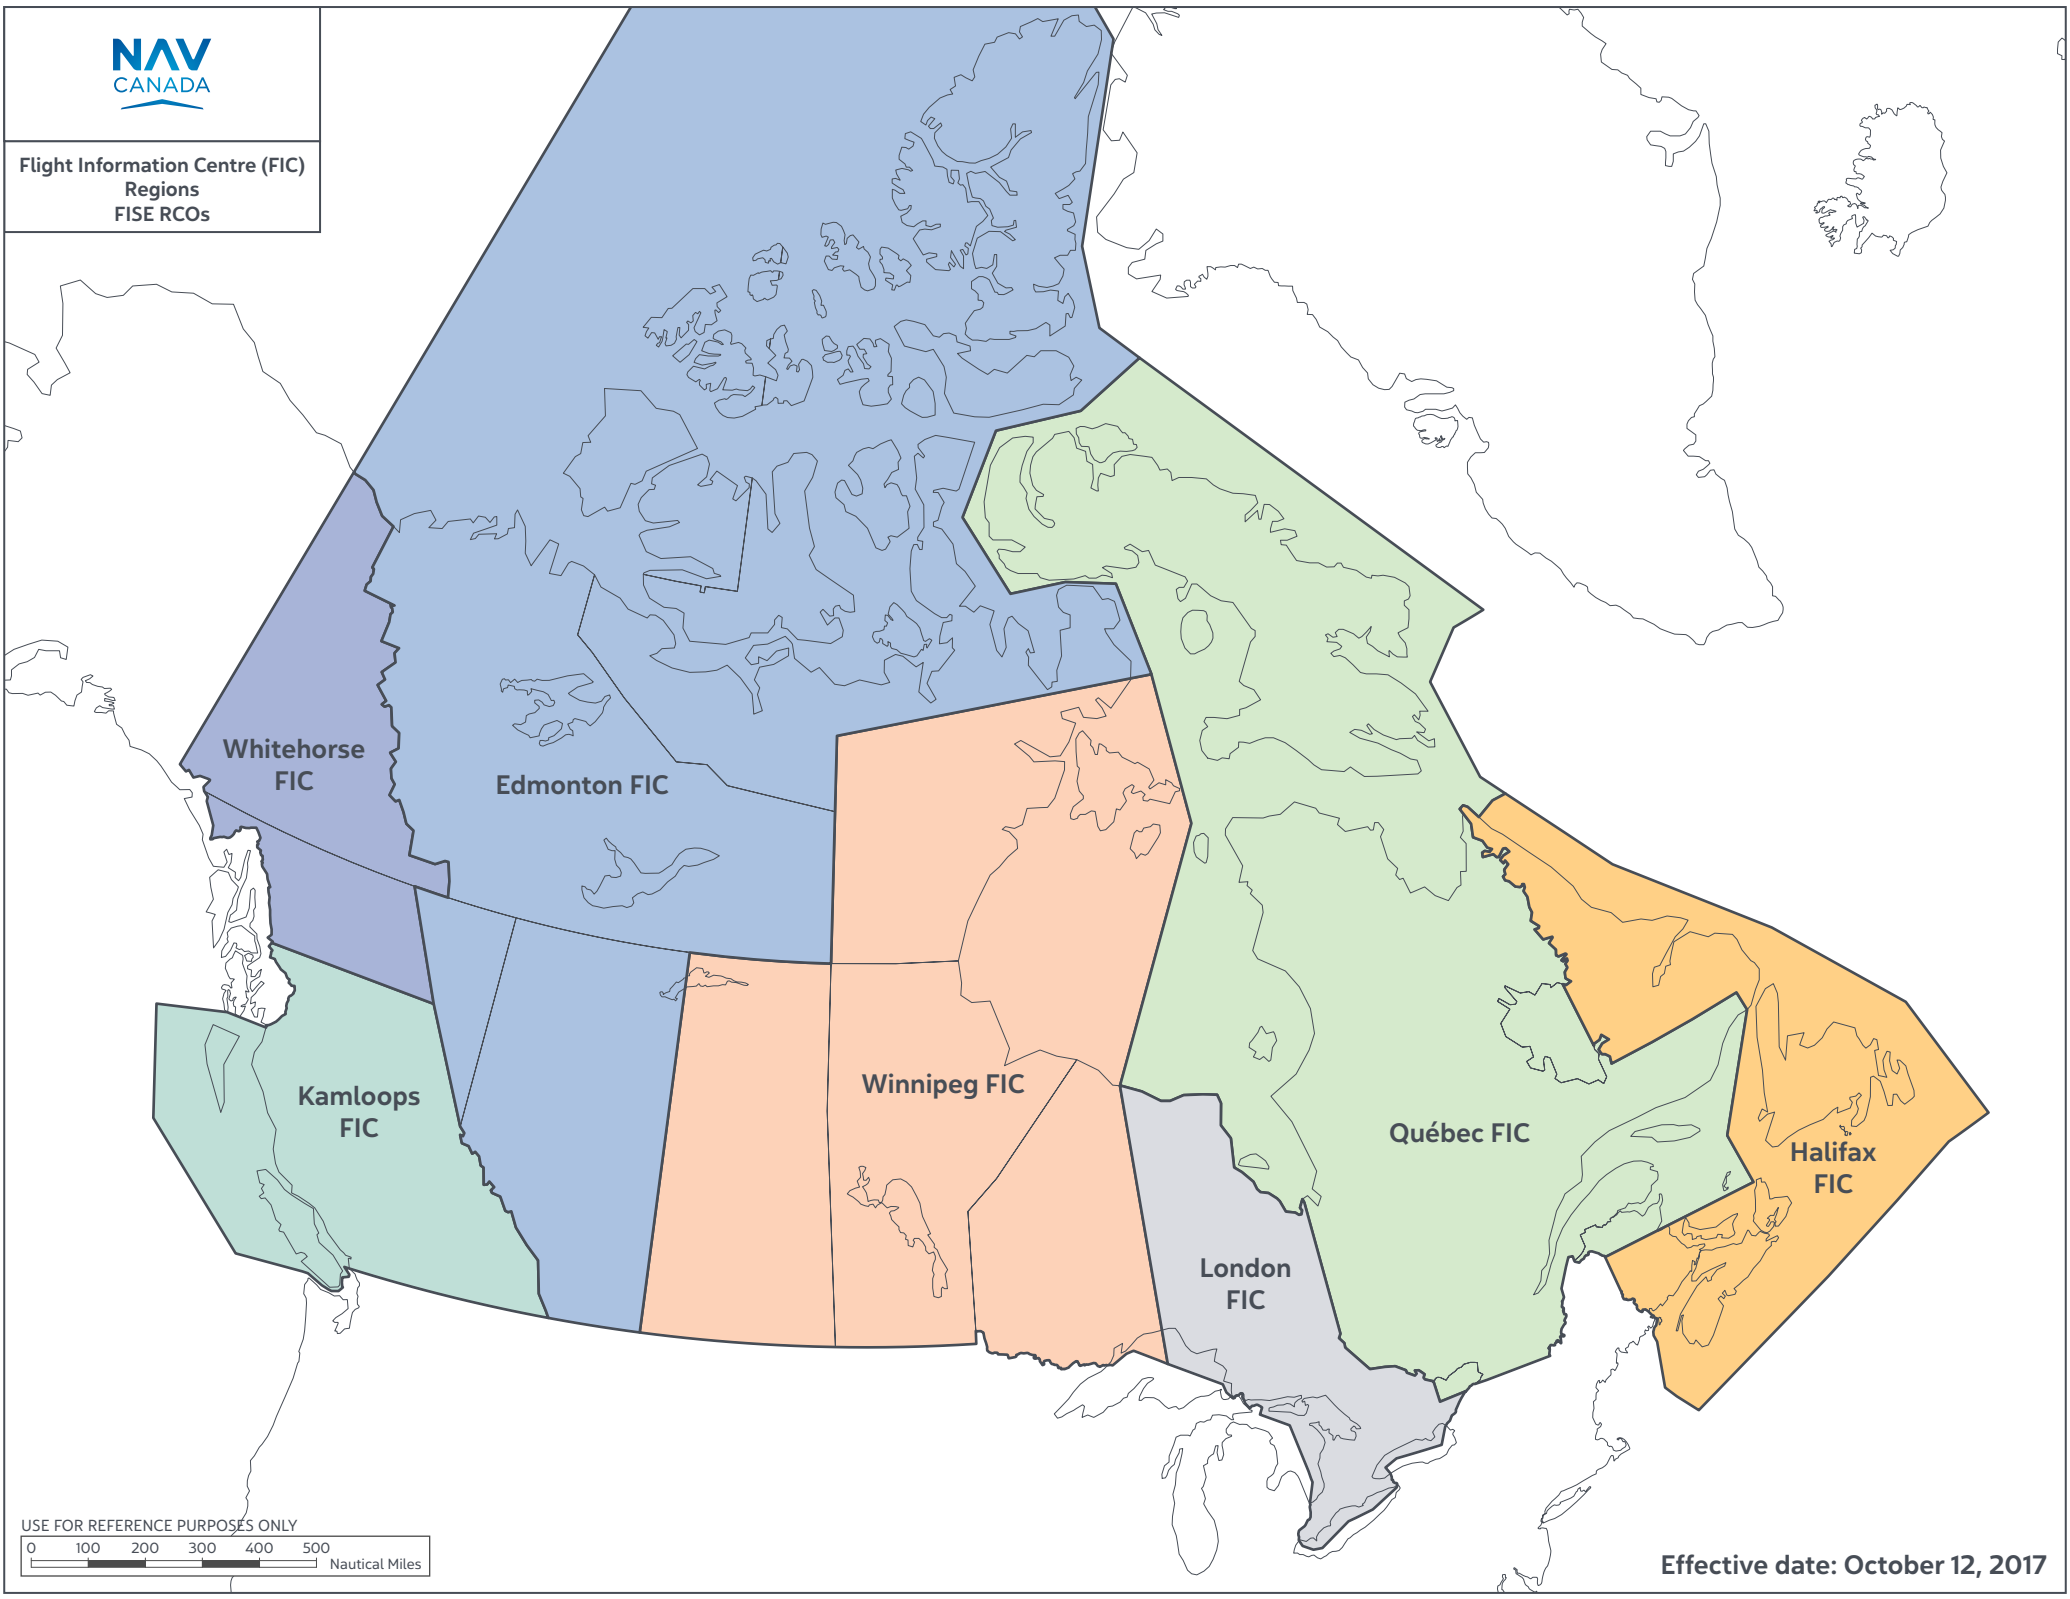 NAV
CANADA
Flight Information Centre (FIC)
Regions
FISE RCOs
Whitehorse
FIC
Edmonton FIC
Kamloops
FIC
Winnipeg FIC
Québec FIC
Halifax
FIC
London
FIC
USE FOR REFERENCE PURPOSES ONLY
0 100 200 300 400 500
Nautical Miles
Effective date: October 12, 2017